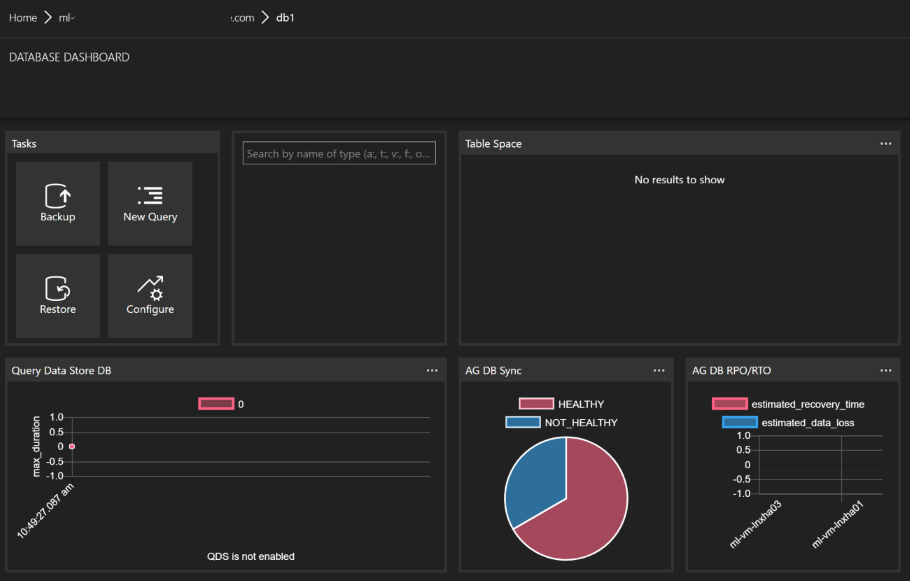 Home > ml- .com > db1
DATABASE DASHBOARD
Tasks
Backup
New Query
Restore
Configure
Search by name of type (a:, t:, v:, f:, o...
Table Space
No results to show
Query Data Store DB
0
max_duration
1.0
0.5
0
-0.5
-1.0
10:49:27.087 am
QDS is not enabled
AG DB Sync
HEALTHY
NOT_HEALTHY
AG DB RPO/RTO
estimated_recovery_time
estimated_data_loss
1.0
0.5
0
-0.5
-1.0
ml-vm-lnxha03
ml-vm-lnxha01